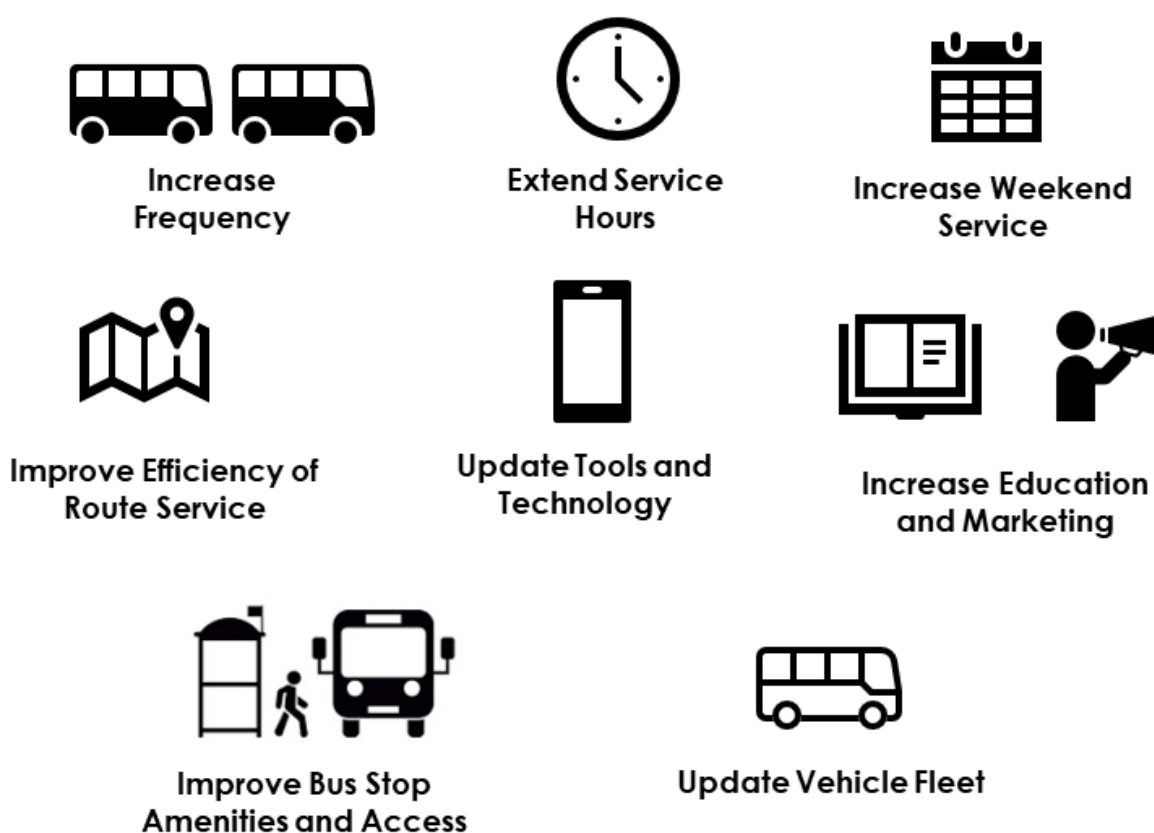 Increase
Frequency
Extend Service
Hours
Increase Weekend
Service
Improve Efficiency of
Route Service
Update Tools and
Technology
Increase Education
and Marketing
Improve Bus Stop
Amenities and Access
Update Vehicle Fleet